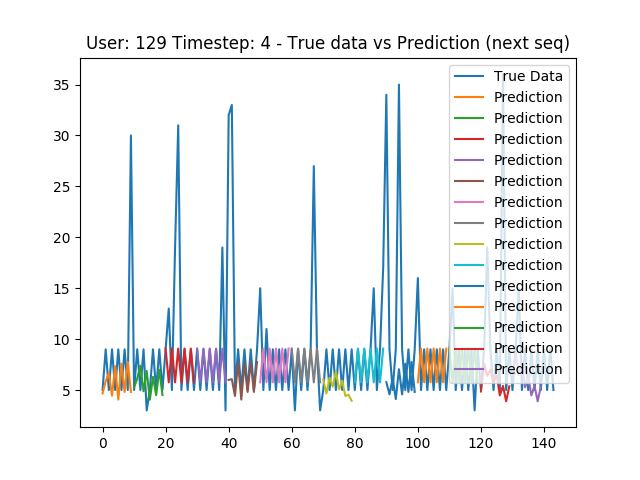 User: 129 Timestep: 4 - True data vs Prediction (next seq)
35
30
25
20
15
10
5
0
20
40
60
80
100
120
140
True Data
Prediction
Prediction
Prediction
Prediction
Prediction
Prediction
Prediction
Prediction
Prediction
Prediction
Prediction
Prediction
Prediction
Prediction